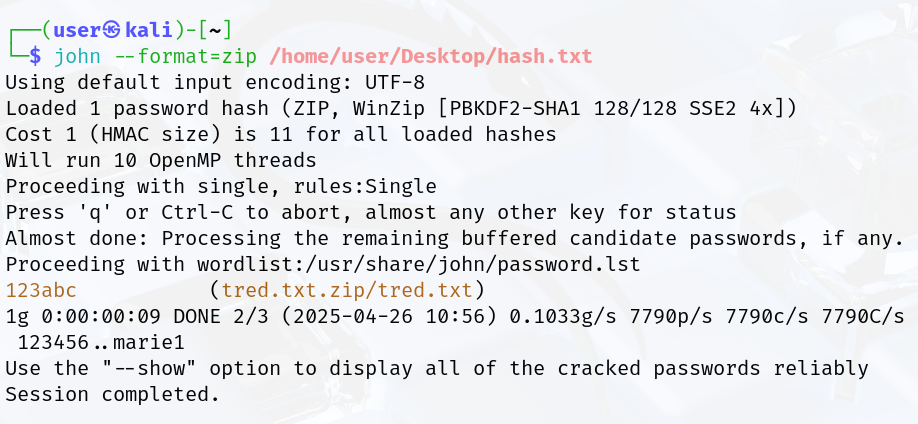 ┌──(user㉿kali)-[~]
└─$ john --format=zip /home/user/Desktop/hash.txt
Using default input encoding: UTF-8
Loaded 1 password hash (ZIP, WinZip [PBKDF2-SHA1 128/128 SSE2 4x])
Cost 1 (HMAC size) is 11 for all loaded hashes
Will run 10 OpenMP threads
Proceeding with single, rules:Single
Press 'q' or Ctrl-C to abort, almost any other key for status
Almost done: Processing the remaining buffered candidate passwords, if any.
Proceeding with wordlist:/usr/share/john/password.lst
123abc           (tred.txt.zip/tred.txt)
1g 0:00:00:09 DONE 2/3 (2025-04-26 10:56) 0.1033g/s 7790p/s 7790c/s 7790C/s
 123456..marie1
Use the "--show" option to display all of the cracked passwords reliably
Session completed.